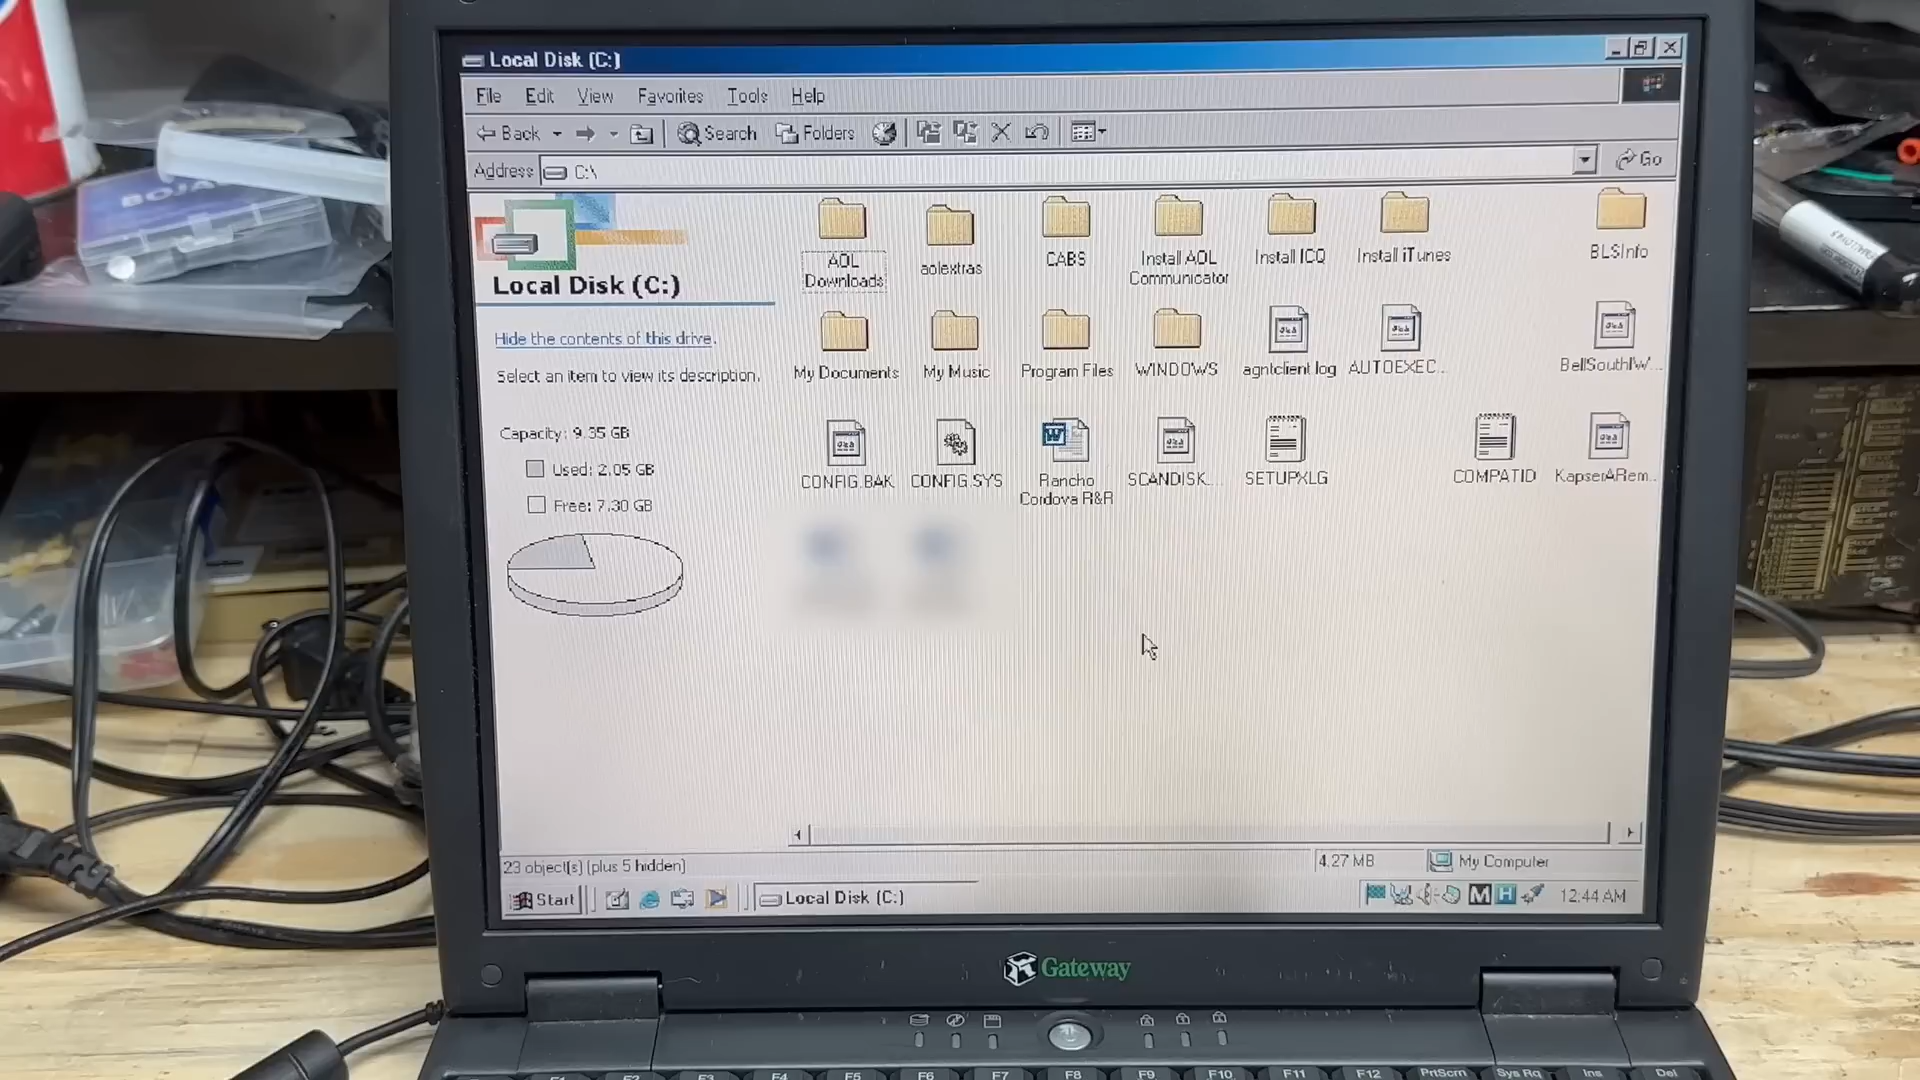 Local Disk (C:)
File Edit View Favorites Tools Help
Back Search Folders
Address C:\ Go
Local Disk (C:)
Hide the contents of this drive.
Select an item to view its description.
Capacity: 9.35 GB
Used: 2.05 GB
Free: 7.30 GB
AOL Downloads
aolextras
CABS
Install AOL Communicator
Install ICQ
Install iTunes
BLSInfo
My Documents
My Music
Program Files
WINDOWS
agntclient.log
AUTOEXEC...
BellSouthIW...
CONFIG.BAK
CONFIG.SYS
Rancho Cordova R&R
SCANDISK....
SETUPXLG
COMPATID
KapserARem...
23 object(s) (plus 5 hidden)
4.27 MB
My Computer
Start
Local Disk (C:)
M H
12:44 AM
Gateway
F6 F7 F8 F9 F10 F11 F12 PrtScrn Sys Rq Ins Del
BOJA